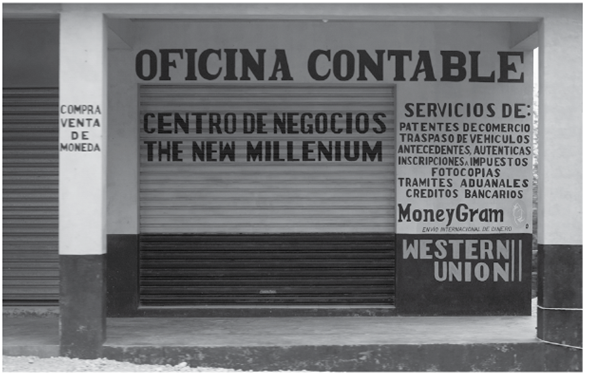 OFICINA CONTABLE
COMPRA
VENTA
DE
MONEDA
CENTRO DE NEGOCIOS
THE NEW MILLENIUM
SERVICIOS DE:
PATENTES DE COMERCIO
TRASPASO DE VEHICULOS
ANTECEDENTES, AUTENTICAS
INSCRIPCIONES A IMPUESTOS
FOTOCOPIAS
TRAMITES ADUANALES
CREDITOS BANCARIOS
MoneyGram
ENVIO INTERNACIONAL DE DINERO
WESTERN
UNION